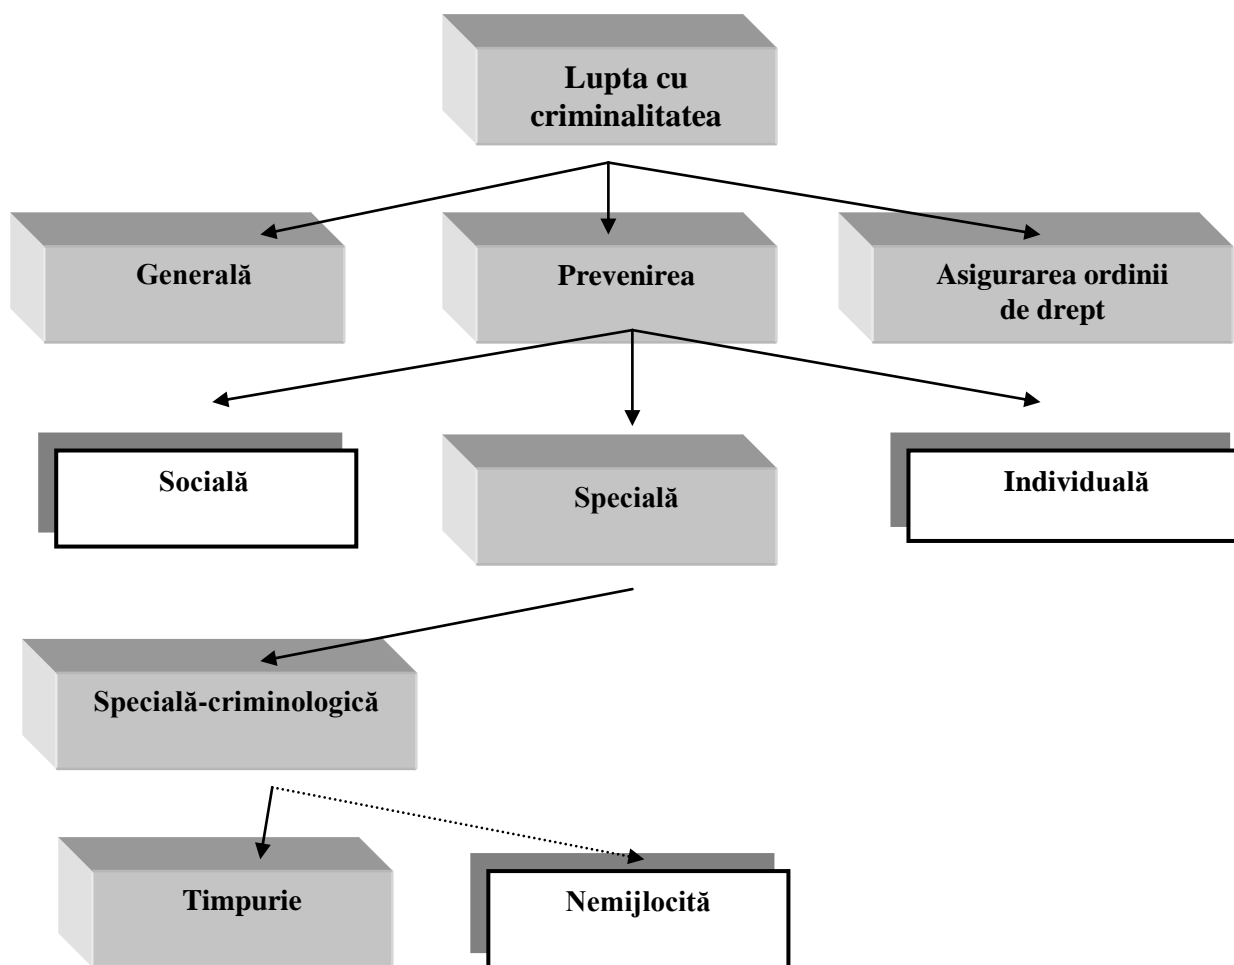 Lupta cu
criminalitatea
Generală
Prevenirea
Asigurarea ordinii
de drept
Socială
Specială
Individuală
Specială-criminologică
Timpurie
Nemijlocită